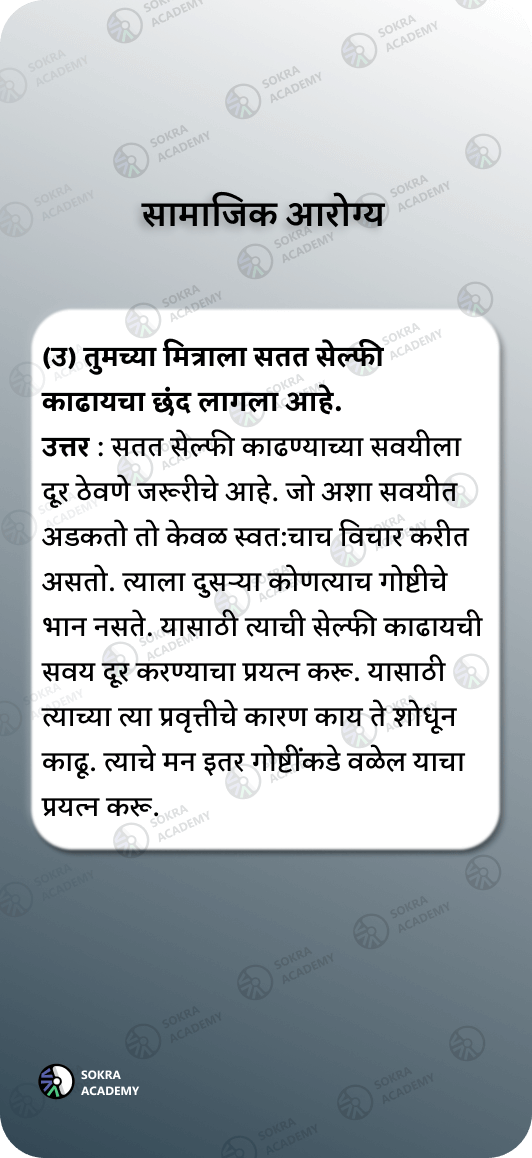 सामाजिक आरोग्य
(उ) तुमच्या मित्राला सतत सेल्फी
काढायचा छंद लागला आहे.
उत्तर : सतत सेल्फी काढण्याच्या सवयीला
दूर ठेवणे जरूरीचे आहे. जो अशा सवयीत
अडकतो तो केवळ स्वत:चाच विचार करीत
असतो. त्याला दुसऱ्या कोणत्याच गोष्टीचे
भान नसते. यासाठी त्याची सेल्फी काढायची
सवय दूर करण्याचा प्रयत्न करू. यासाठी
त्याच्या त्या प्रवृत्तीचे कारण काय ते शोधून
काढू. त्याचे मन इतर गोष्टींकडे वळेल याचा
प्रयत्न करू.
SOKRA
ACADEMY